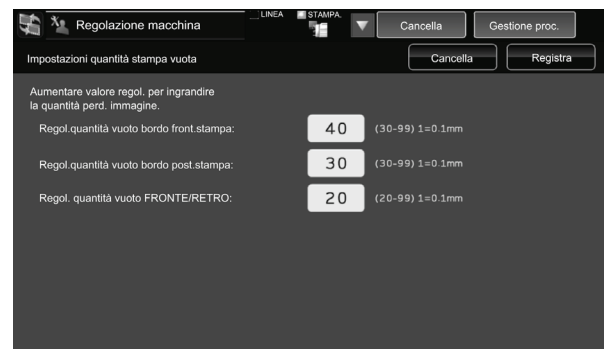 Regolazione macchina
LINEA
STAMPA.
Cancella
Gestione proc.
Impostazioni quantità stampa vuota
Cancella
Registra
Aumentare valore regol. per ingrandire
la quantità perd. immagine.
Regol.quantità vuoto bordo front.stampa: 40 (30-99) 1=0.1mm
Regol.quantità vuoto bordo post.stampa: 30 (30-99) 1=0.1mm
Regol. quantità vuoto FRONTE/RETRO: 20 (20-99) 1=0.1mm